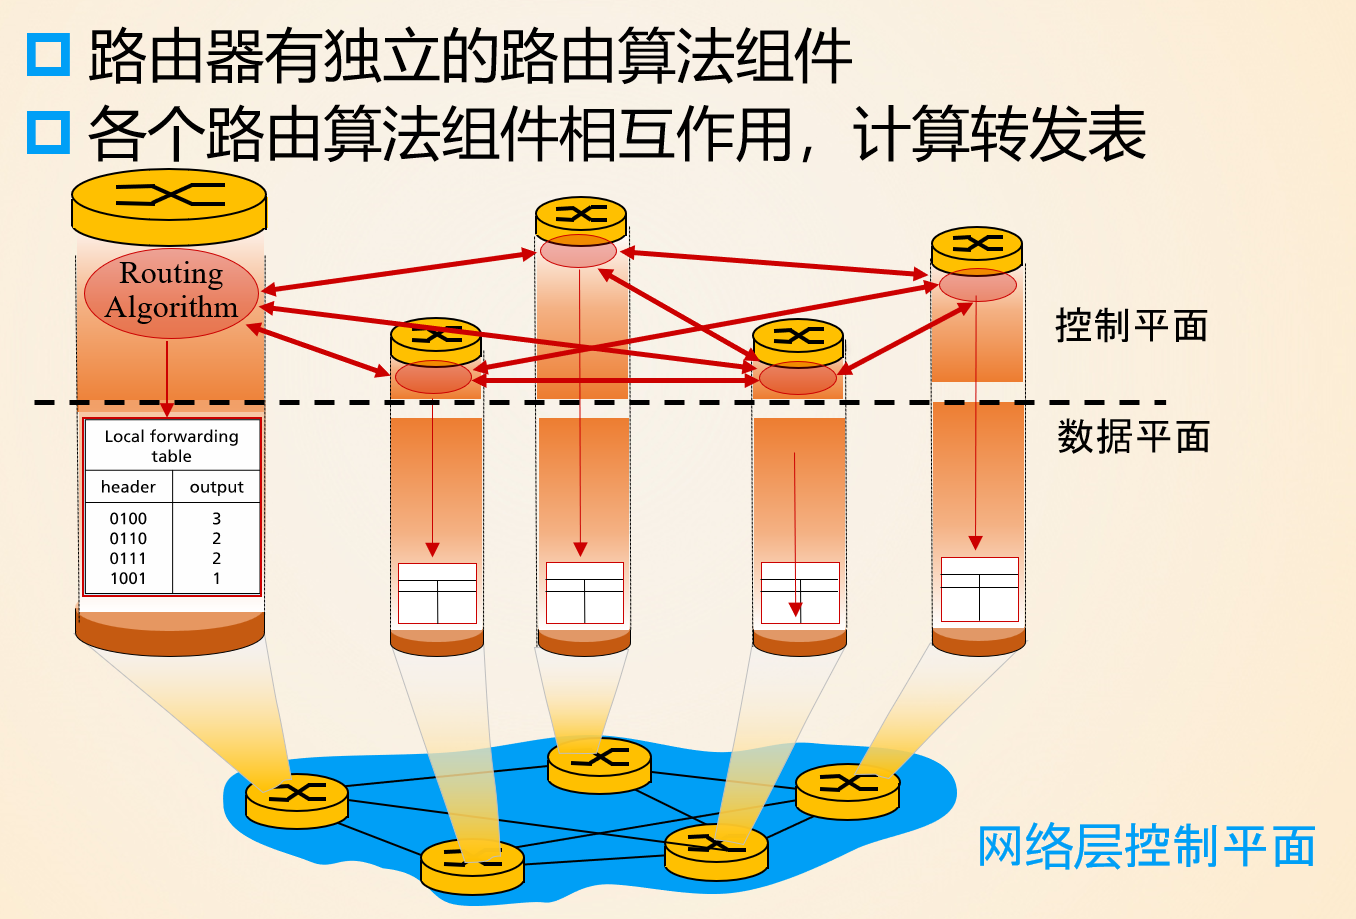 路由器有独立的路由算法组件
各个路由算法组件相互作用，计算转发表
Routing
Algorithm
控制平面
数据平面
Local forwarding
table
header output
0100 3
0110 2
0111 2
1001 1
网络层控制平面